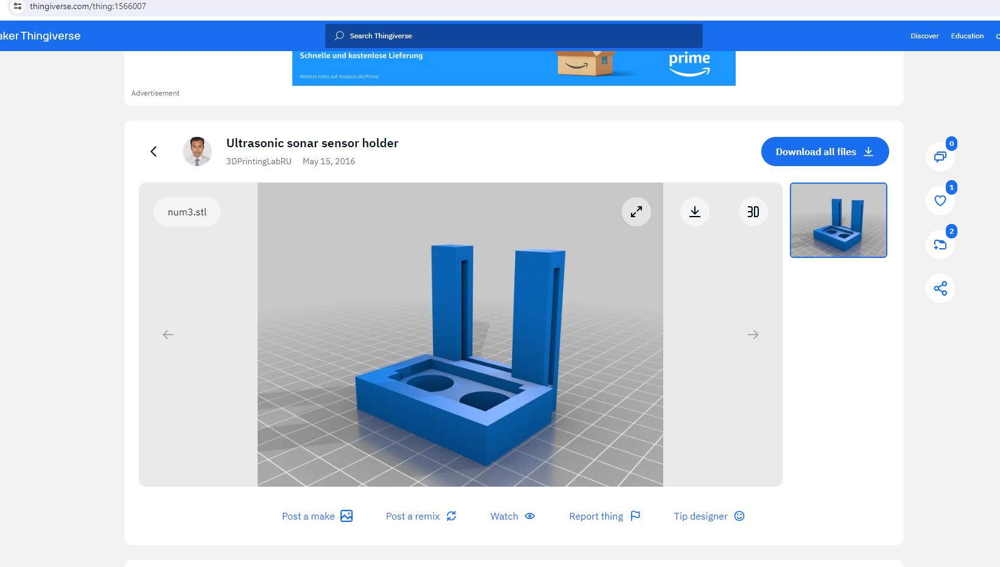 thingiverse.com/thing:1566007
aker Thingiverse
Search Thingiverse
Discover
Education
Schnelle und kostenlose Lieferung
prime
Weitere Infos auf Amazon.de/Prime
Advertisement
Ultrasonic sonar sensor holder
3DPrintingLabRU May 15, 2016
Download all files
0
num3.stl
3D
1
2
Post a make
Post a remix
Watch
Report thing
Tip designer